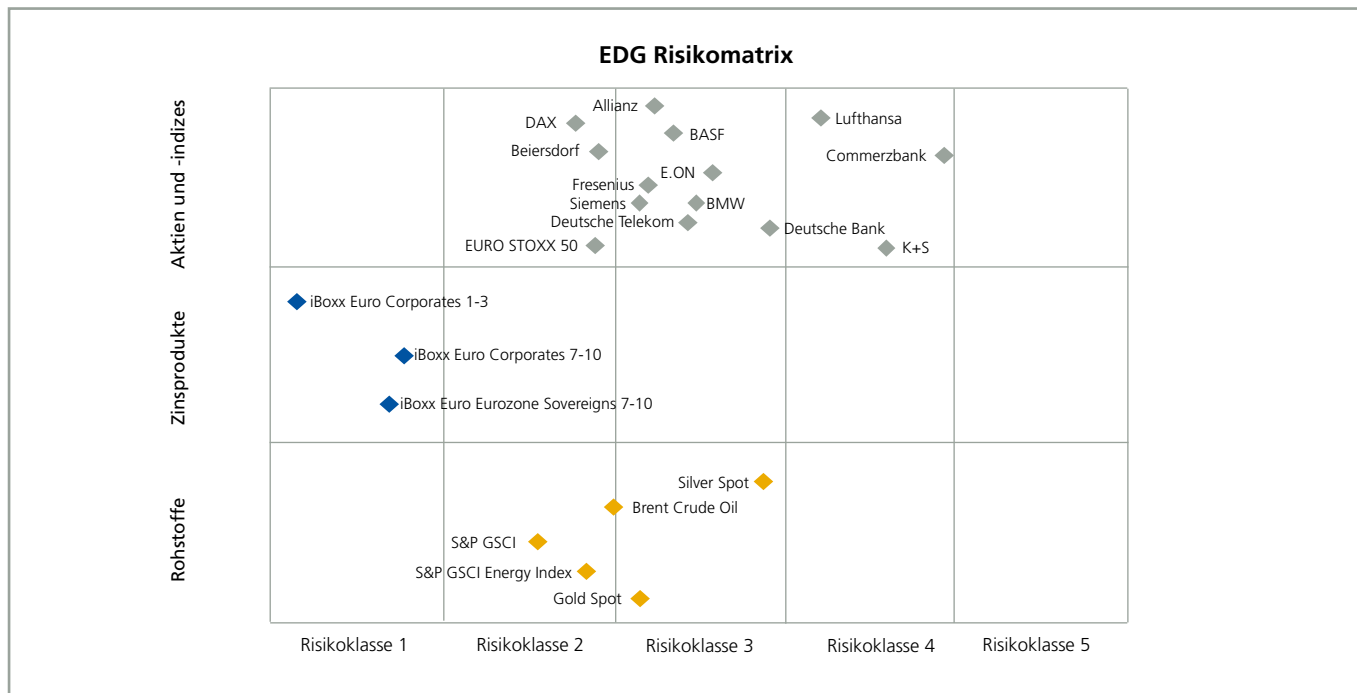 EDG Risikomatrix
Aktien und -indizes
Allianz
Lufthansa
DAX
BASF
Beiersdorf
Commerzbank
E.ON
Fresenius
Siemens
BMW
Deutsche Telekom
Deutsche Bank
EURO STOXX 50
K+S
Zinsprodukte
iBoxx Euro Corporates 1-3
iBoxx Euro Corporates 7-10
iBoxx Euro Eurozone Sovereigns 7-10
Rohstoffe
Silver Spot
Brent Crude Oil
S&P GSCI
S&P GSCI Energy Index
Gold Spot
Risikoklasse 1
Risikoklasse 2
Risikoklasse 3
Risikoklasse 4
Risikoklasse 5